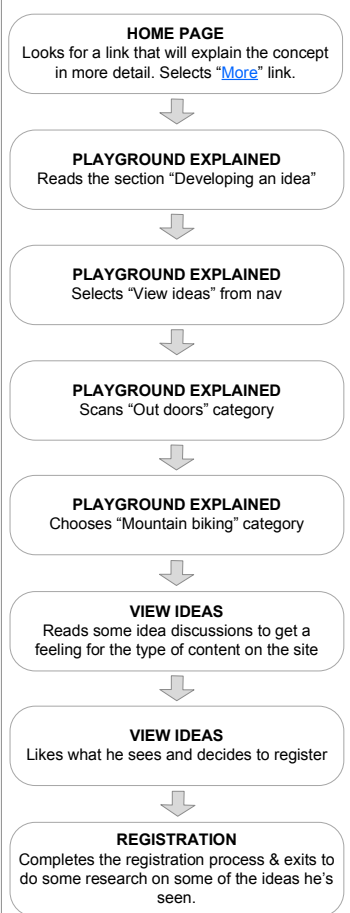 HOME PAGE
Looks for a link that will explain the concept
in more detail. Selects “More” link.
PLAYGROUND EXPLAINED
Reads the section “Developing an idea”
PLAYGROUND EXPLAINED
Selects “View ideas” from nav
PLAYGROUND EXPLAINED
Scans “Out doors” category
PLAYGROUND EXPLAINED
Chooses “Mountain biking” category
VIEW IDEAS
Reads some idea discussions to get a
feeling for the type of content on the site
VIEW IDEAS
Likes what he sees and decides to register
REGISTRATION
Completes the registration process & exits to
do some research on some of the ideas he’s
seen.